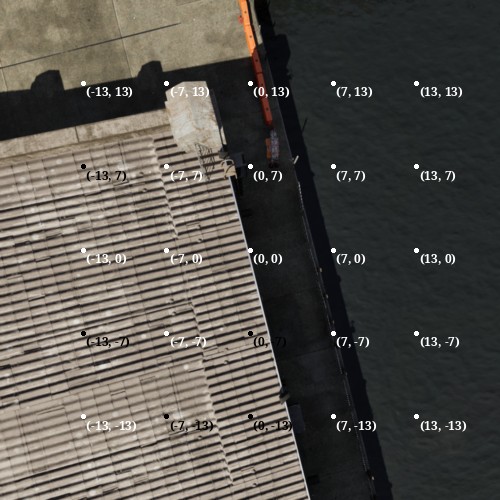 (-13, 13) (-7, 13) (0, 13) (7, 13) (13, 13)
(-13, 7) (-7, 7) (0, 7) (7, 7) (13, 7)
(-13, 0) (-7, 0) (0, 0) (7, 0) (13, 0)
(-13, -7) (-7, -7) (0, -7) (7, -7) (13, -7)
(-13, -13) (-7, -13) (0, -13) (7, -13) (13, -13)